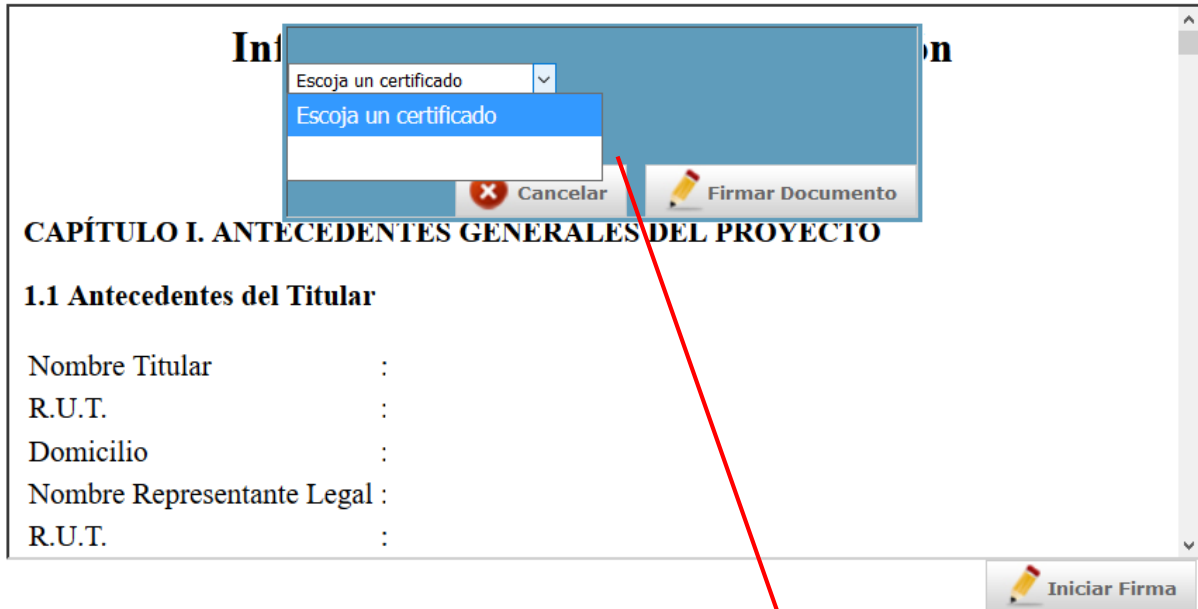 Escoja un certificado
Escoja un certificado
Cancelar
Firmar Documento
CAPÍTULO I. ANTECEDENTES GENERALES DEL PROYECTO
1.1 Antecedentes del Titular
Nombre Titular :
R.U.T. :
Domicilio :
Nombre Representante Legal :
R.U.T. :
Iniciar Firma